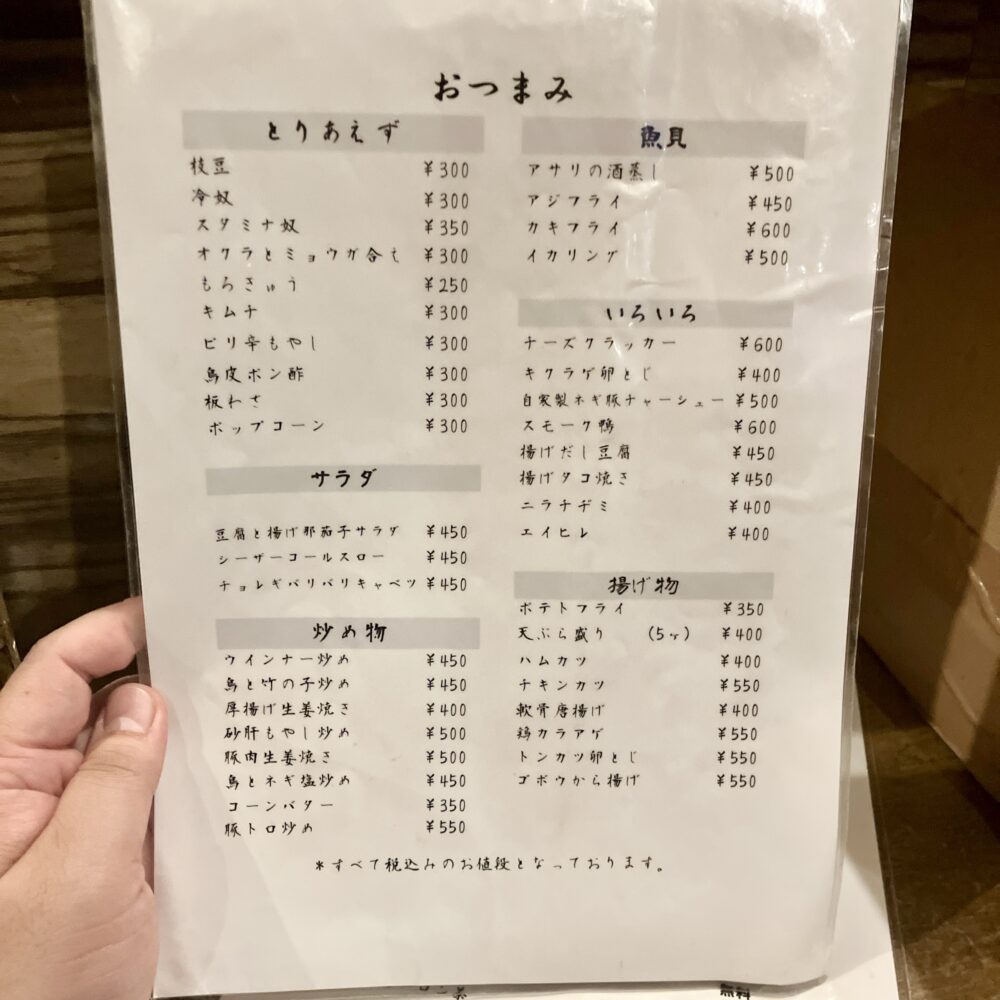 おつまみ
とりあえず
枝豆 ¥300
冷奴 ¥300
スタミナ奴 ¥350
オクラとミョウガ合え ¥300
もろきゅう ¥250
キムチ ¥300
ピリ辛もやし ¥300
鳥皮ポン酢 ¥300
板わさ ¥300
ポップコーン ¥300
サラダ
豆腐と揚げ那茄子サラダ ¥450
シーザーコールスロー ¥450
チョレギバリバリキャベツ ¥450
炒め物
ウインナー炒め ¥450
鳥と竹の子炒め ¥450
厚揚げ生姜焼き ¥400
砂肝もやし炒め ¥500
豚肉生姜焼き ¥500
鳥とネギ塩炒め ¥450
コーンバター ¥350
豚トロ炒め ¥550
魚貝
アサリの酒蒸し ¥500
アジフライ ¥450
カキフライ ¥600
イカリング ¥500
いろいろ
チーズクラッカー ¥600
キクラゲ卵とじ ¥400
自家製ネギ豚チャーシュー ¥500
スモーク鴨 ¥600
揚げだし豆腐 ¥450
揚げタコ焼き ¥450
ニラチヂミ ¥400
エイヒレ ¥400
揚げ物
ポテトフライ ¥350
天ぷら盛り (5ヶ) ¥400
ハムカツ ¥400
チキンカツ ¥550
軟骨唐揚げ ¥400
鶏カラアゲ ¥550
トンカツ卵とじ ¥550
ゴボウから揚げ ¥550
*すべて税込みのお値段となっております。
無料